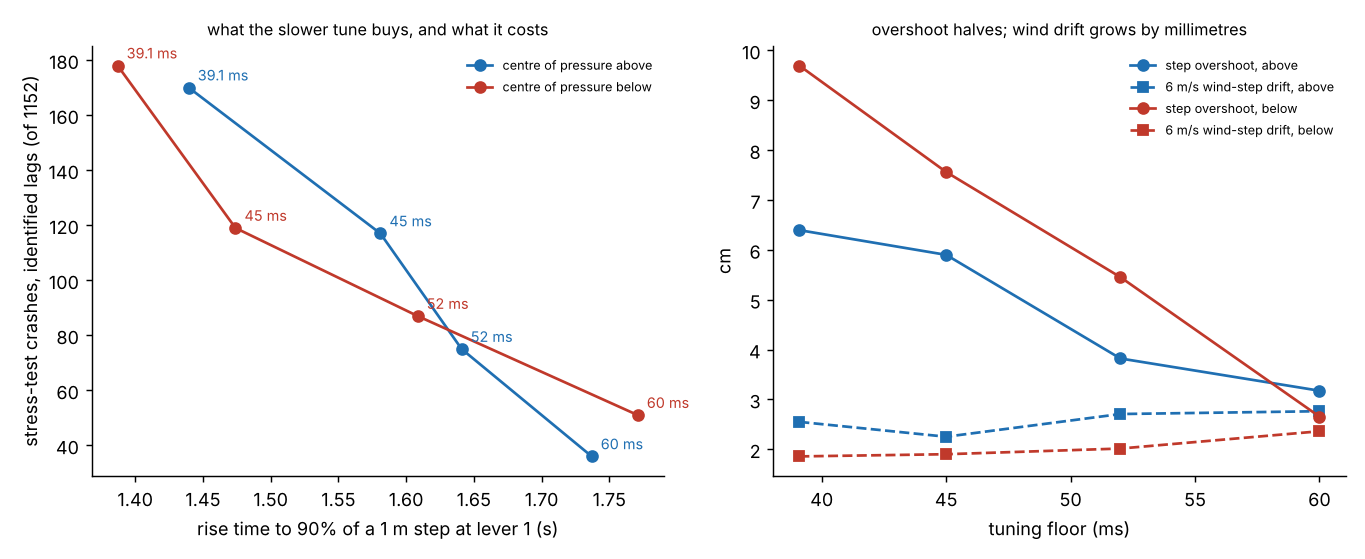 what the slower tune buys, and what it costs
stress-test crashes, identified lags (of 1152)
180
160
140
120
100
80
60
40
39.1 ms
39.1 ms
45 ms
45 ms
52 ms
52 ms
60 ms
60 ms
centre of pressure above
centre of pressure below
1.40 1.45 1.50 1.55 1.60 1.65 1.70 1.75
rise time to 90% of a 1 m step at lever 1 (s)
overshoot halves; wind drift grows by millimetres
cm
10
9
8
7
6
5
4
3
2
step overshoot, above
6 m/s wind-step drift, above
step overshoot, below
6 m/s wind-step drift, below
40 45 50 55 60
tuning floor (ms)